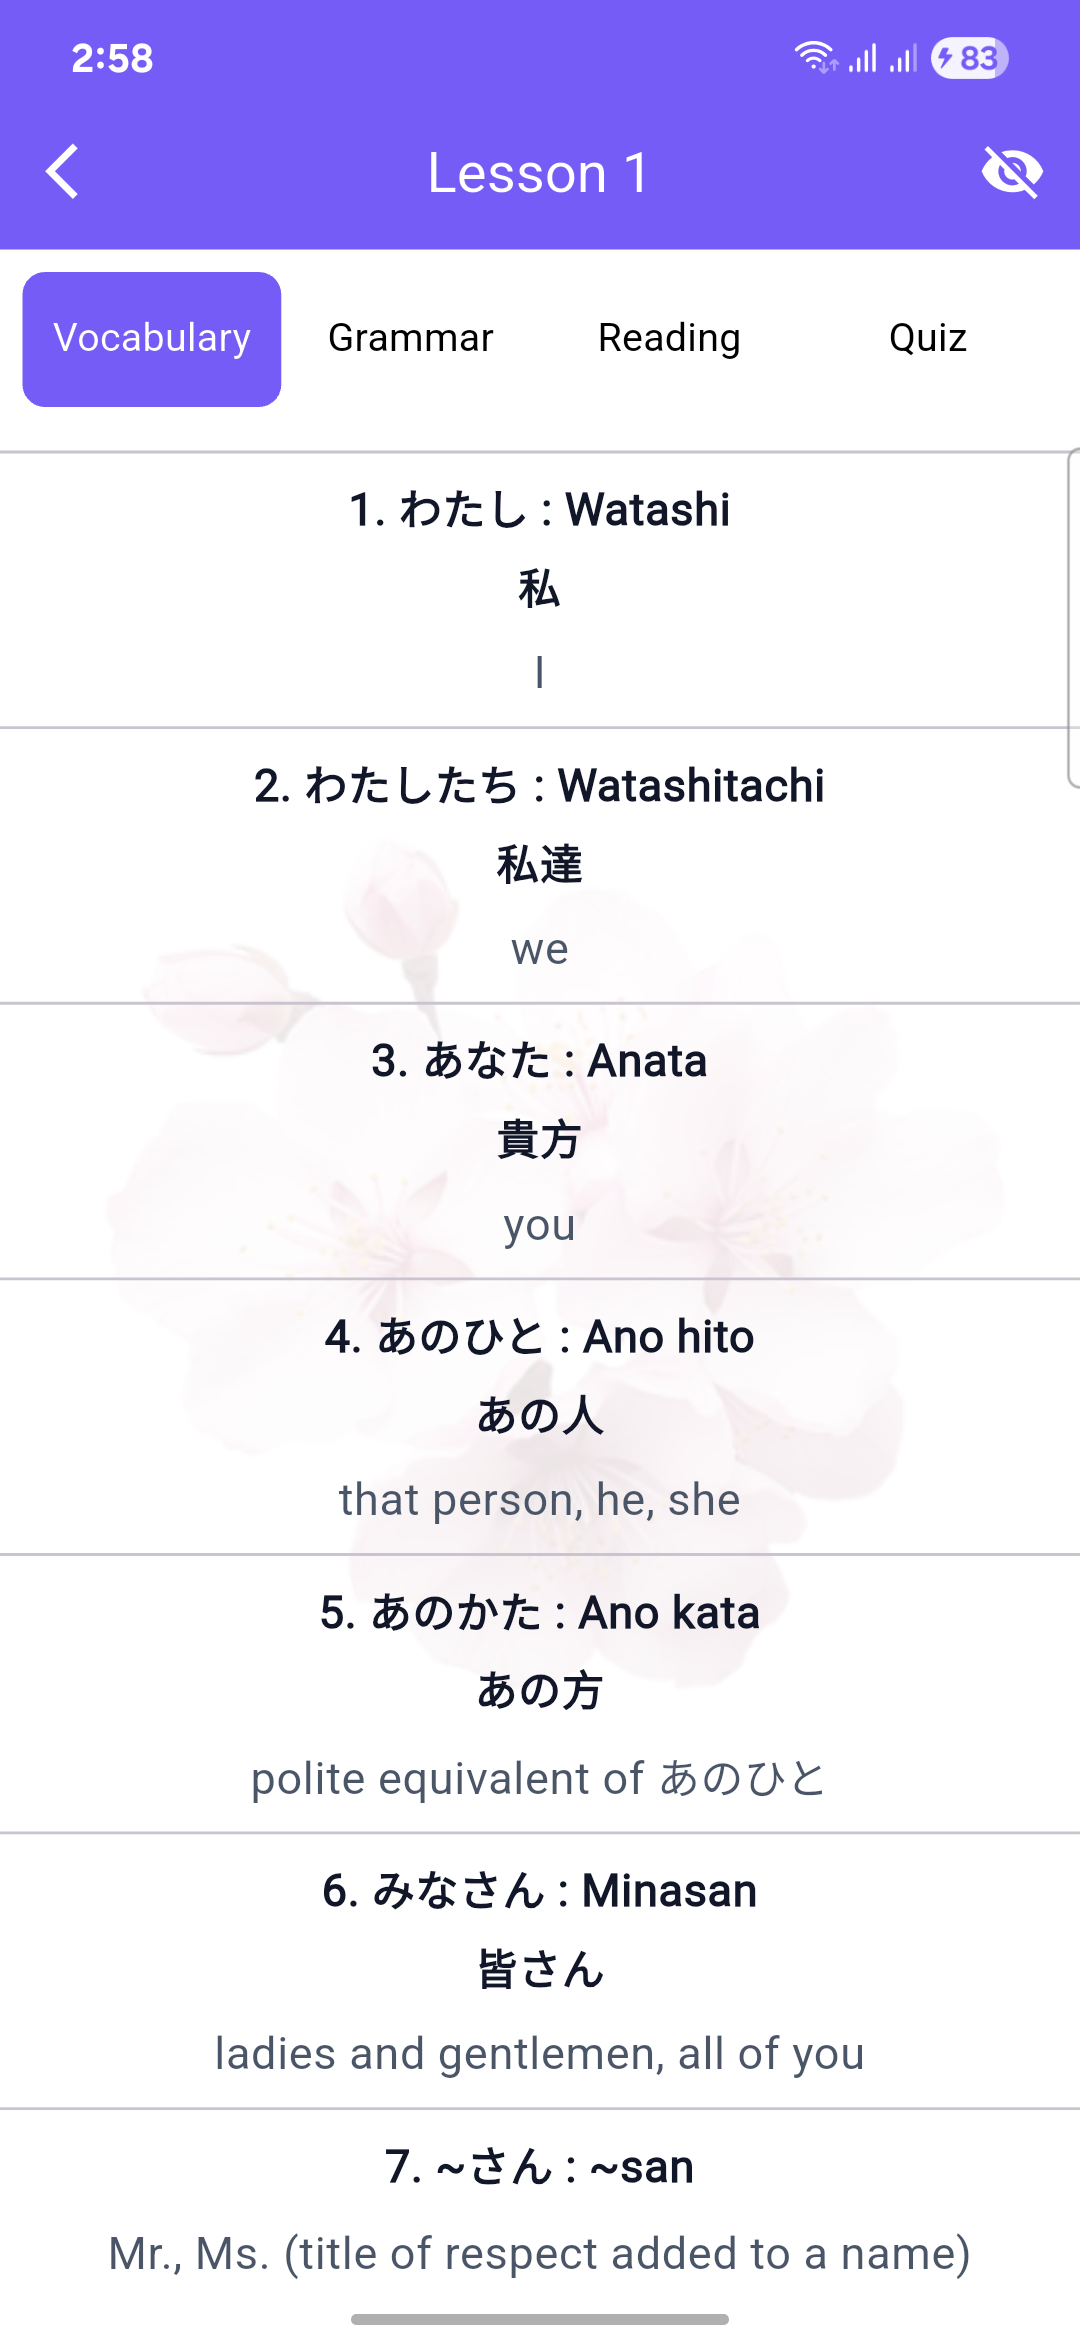 2:58
83
Lesson 1
Vocabulary Grammar Reading Quiz
1. わたし : Watashi
私
I
2. わたしたち : Watashitachi
私達
we
3. あなた : Anata
貴方
you
4. あのひと : Ano hito
あの人
that person, he, she
5. あのかた : Ano kata
あの方
polite equivalent of あのひと
6. みなさん : Minasan
皆さん
ladies and gentlemen, all of you
7. ~さん : ~san
Mr., Ms. (title of respect added to a name)